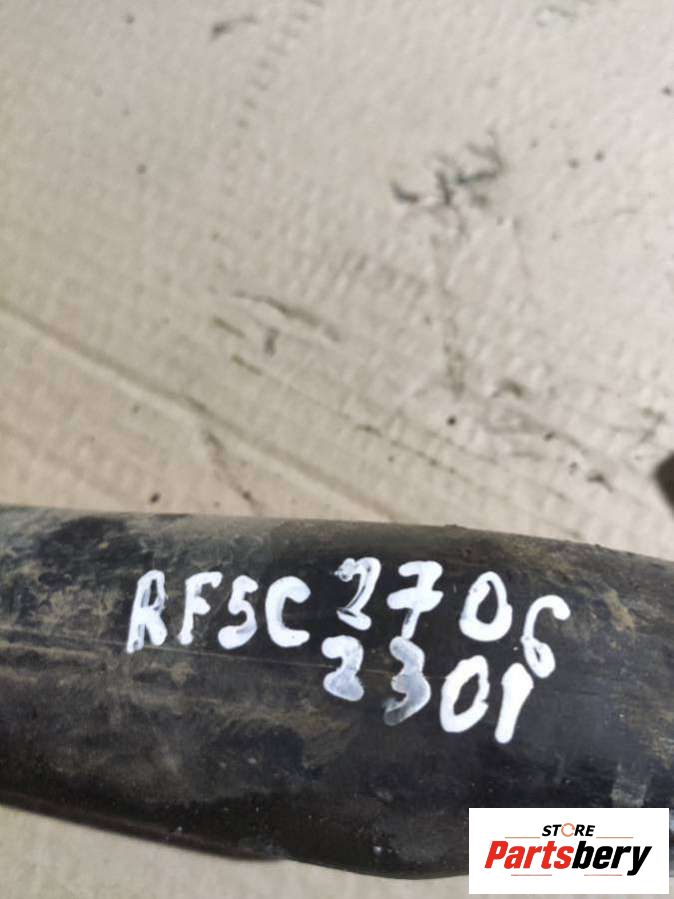 RF5C 2706
2301
STORE
Partsbery